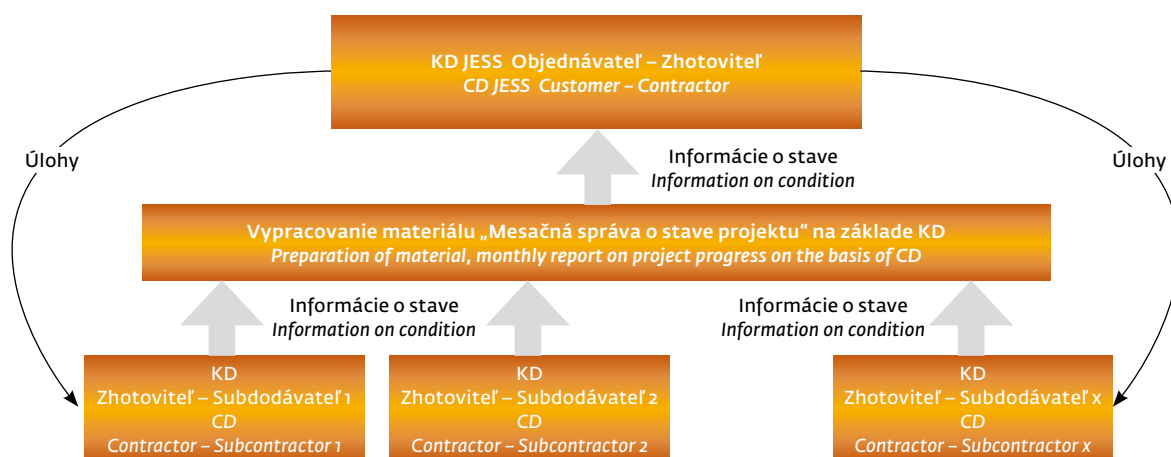 KD JESS Objednávateľ – Zhotoviteľ
CD JESS Customer – Contractor
Úlohy
Úlohy
Informácie o stave
Information on condition
Vypracovanie materiálu „Mesačná správa o stave projektu“ na základe KD
Preparation of material, monthly report on project progress on the basis of CD
Informácie o stave
Information on condition
Informácie o stave
Information on condition
KD
Zhotoviteľ – Subdodávateľ 1
CD
Contractor – Subcontractor 1
KD
Zhotoviteľ – Subdodávateľ 2
CD
Contractor – Subcontractor 2
KD
Zhotoviteľ – Subdodávateľ x
CD
Contractor – Subcontractor x